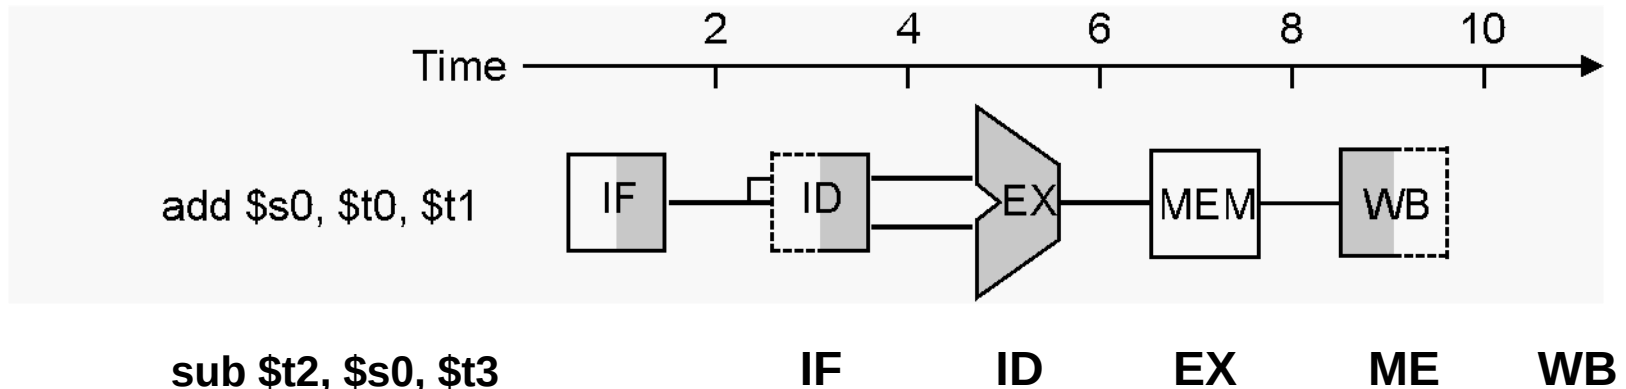 2 4 6 8 10
Time
add $s0, $t0, $t1 IF ID EX MEM WB
sub $t2, $s0, $t3 IF ID EX ME WB